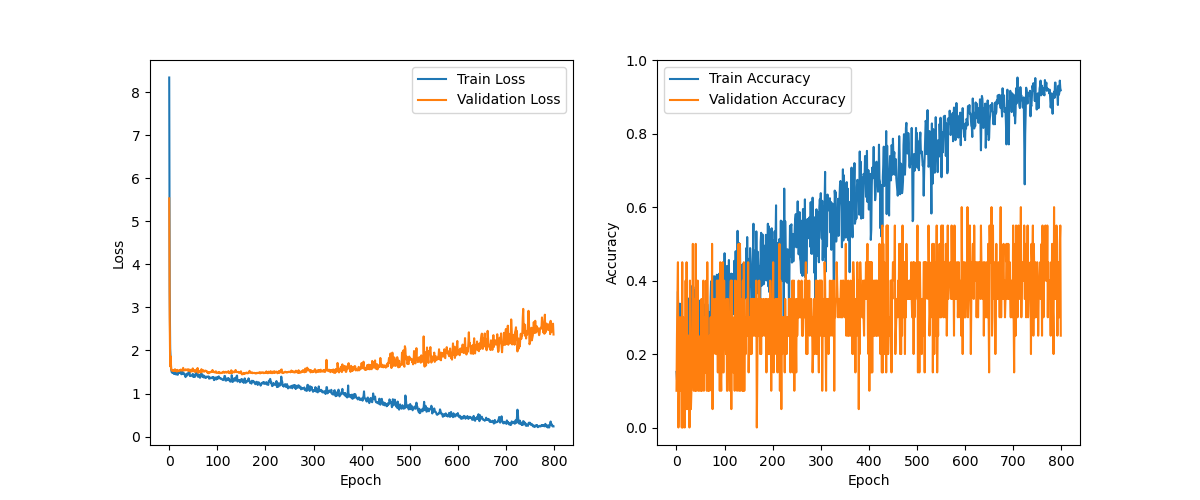 Train Loss
Validation Loss
8
7
6
5
4
3
2
1
0
Loss
0 100 200 300 400 500 600 700 800
Epoch
Train Accuracy
Validation Accuracy
1.0
0.8
0.6
0.4
0.2
0.0
Accuracy
0 100 200 300 400 500 600 700 800
Epoch